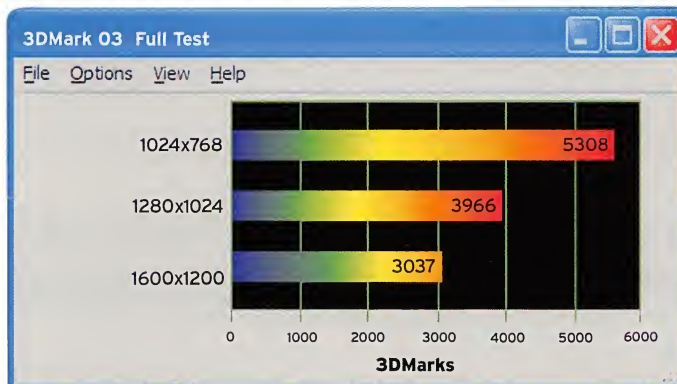 3DMark 03 Full Test
File Options View Help
1024x768 5308
1280x1024 3966
1600x1200 3037
0 1000 2000 3000 4000 5000 6000
3DMarks